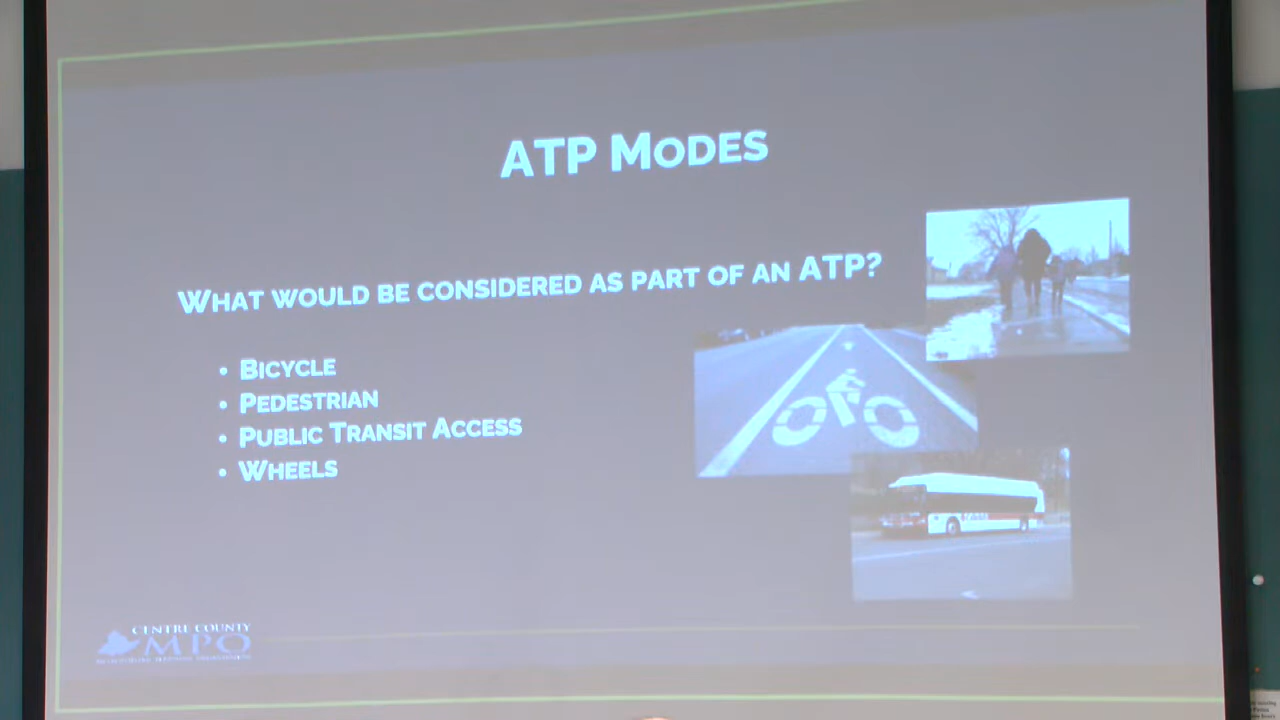 ATP MODES
WHAT WOULD BE CONSIDERED AS PART OF AN ATP?
• BICYCLE
• PEDESTRIAN
• PUBLIC TRANSIT ACCESS
• WHEELS
CENTRE COUNTY
MPO